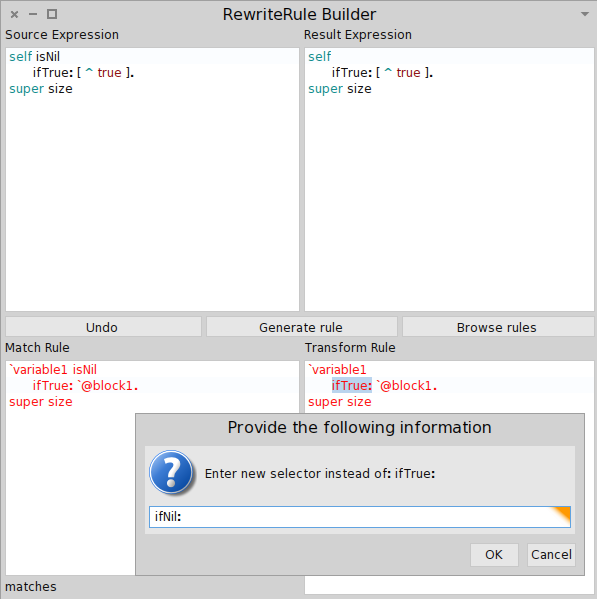 RewriteRule Builder
Source Expression
Result Expression
self isNil
ifTrue: [ ^ true ].
super size
self
ifTrue: [ ^ true ].
super size
Undo
Generate rule
Browse rules
Match Rule
Transform Rule
`variable1 isNil
ifTrue: `@block1.
super size
`variable1
ifTrue: `@block1.
super size
Provide the following information
Enter new selector instead of: ifTrue:
ifNil:
OK
Cancel
matches